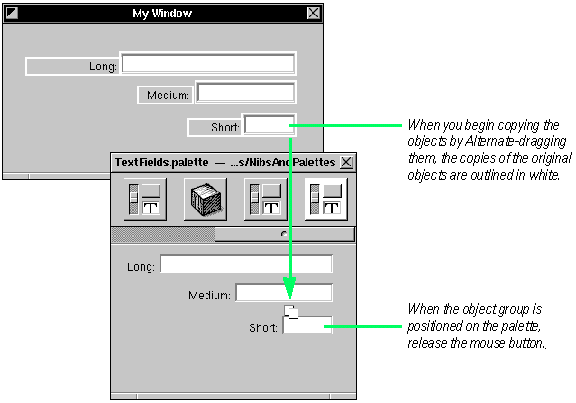 My Window
Long:
Medium:
Short:
When you begin copying the
objects by Alternate-dragging
them, the copies of the original
objects are outlined in white.
TextFields.palette — ...s/NibsAndPalettes
T
T
T
Long:
Medium:
Short:
When the object group is
positioned on the palette,
release the mouse button.